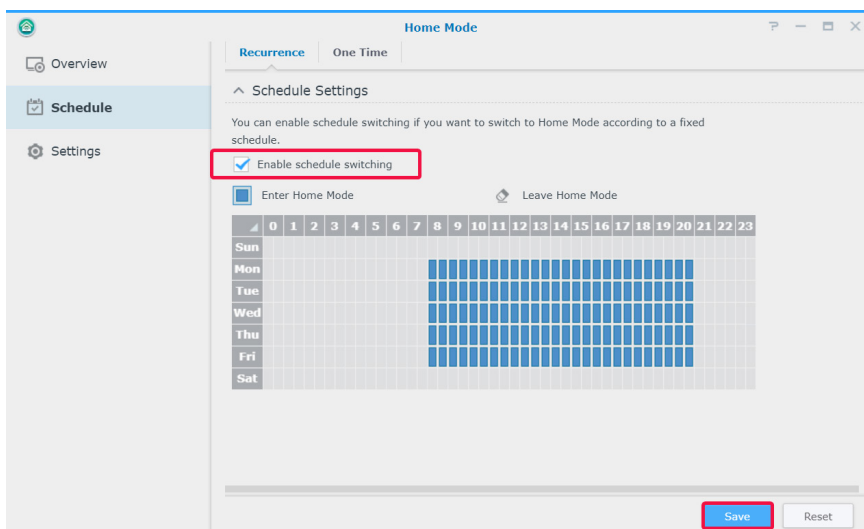 Home Mode
Overview
Schedule
Settings
Recurrence One Time
Schedule Settings
You can enable schedule switching if you want to switch to Home Mode according to a fixed
schedule.
Enable schedule switching
Enter Home Mode Leave Home Mode
0 1 2 3 4 5 6 7 8 9 10 11 12 13 14 15 16 17 18 19 20 21 22 23
Sun
Mon
Tue
Wed
Thu
Fri
Sat
Save Reset